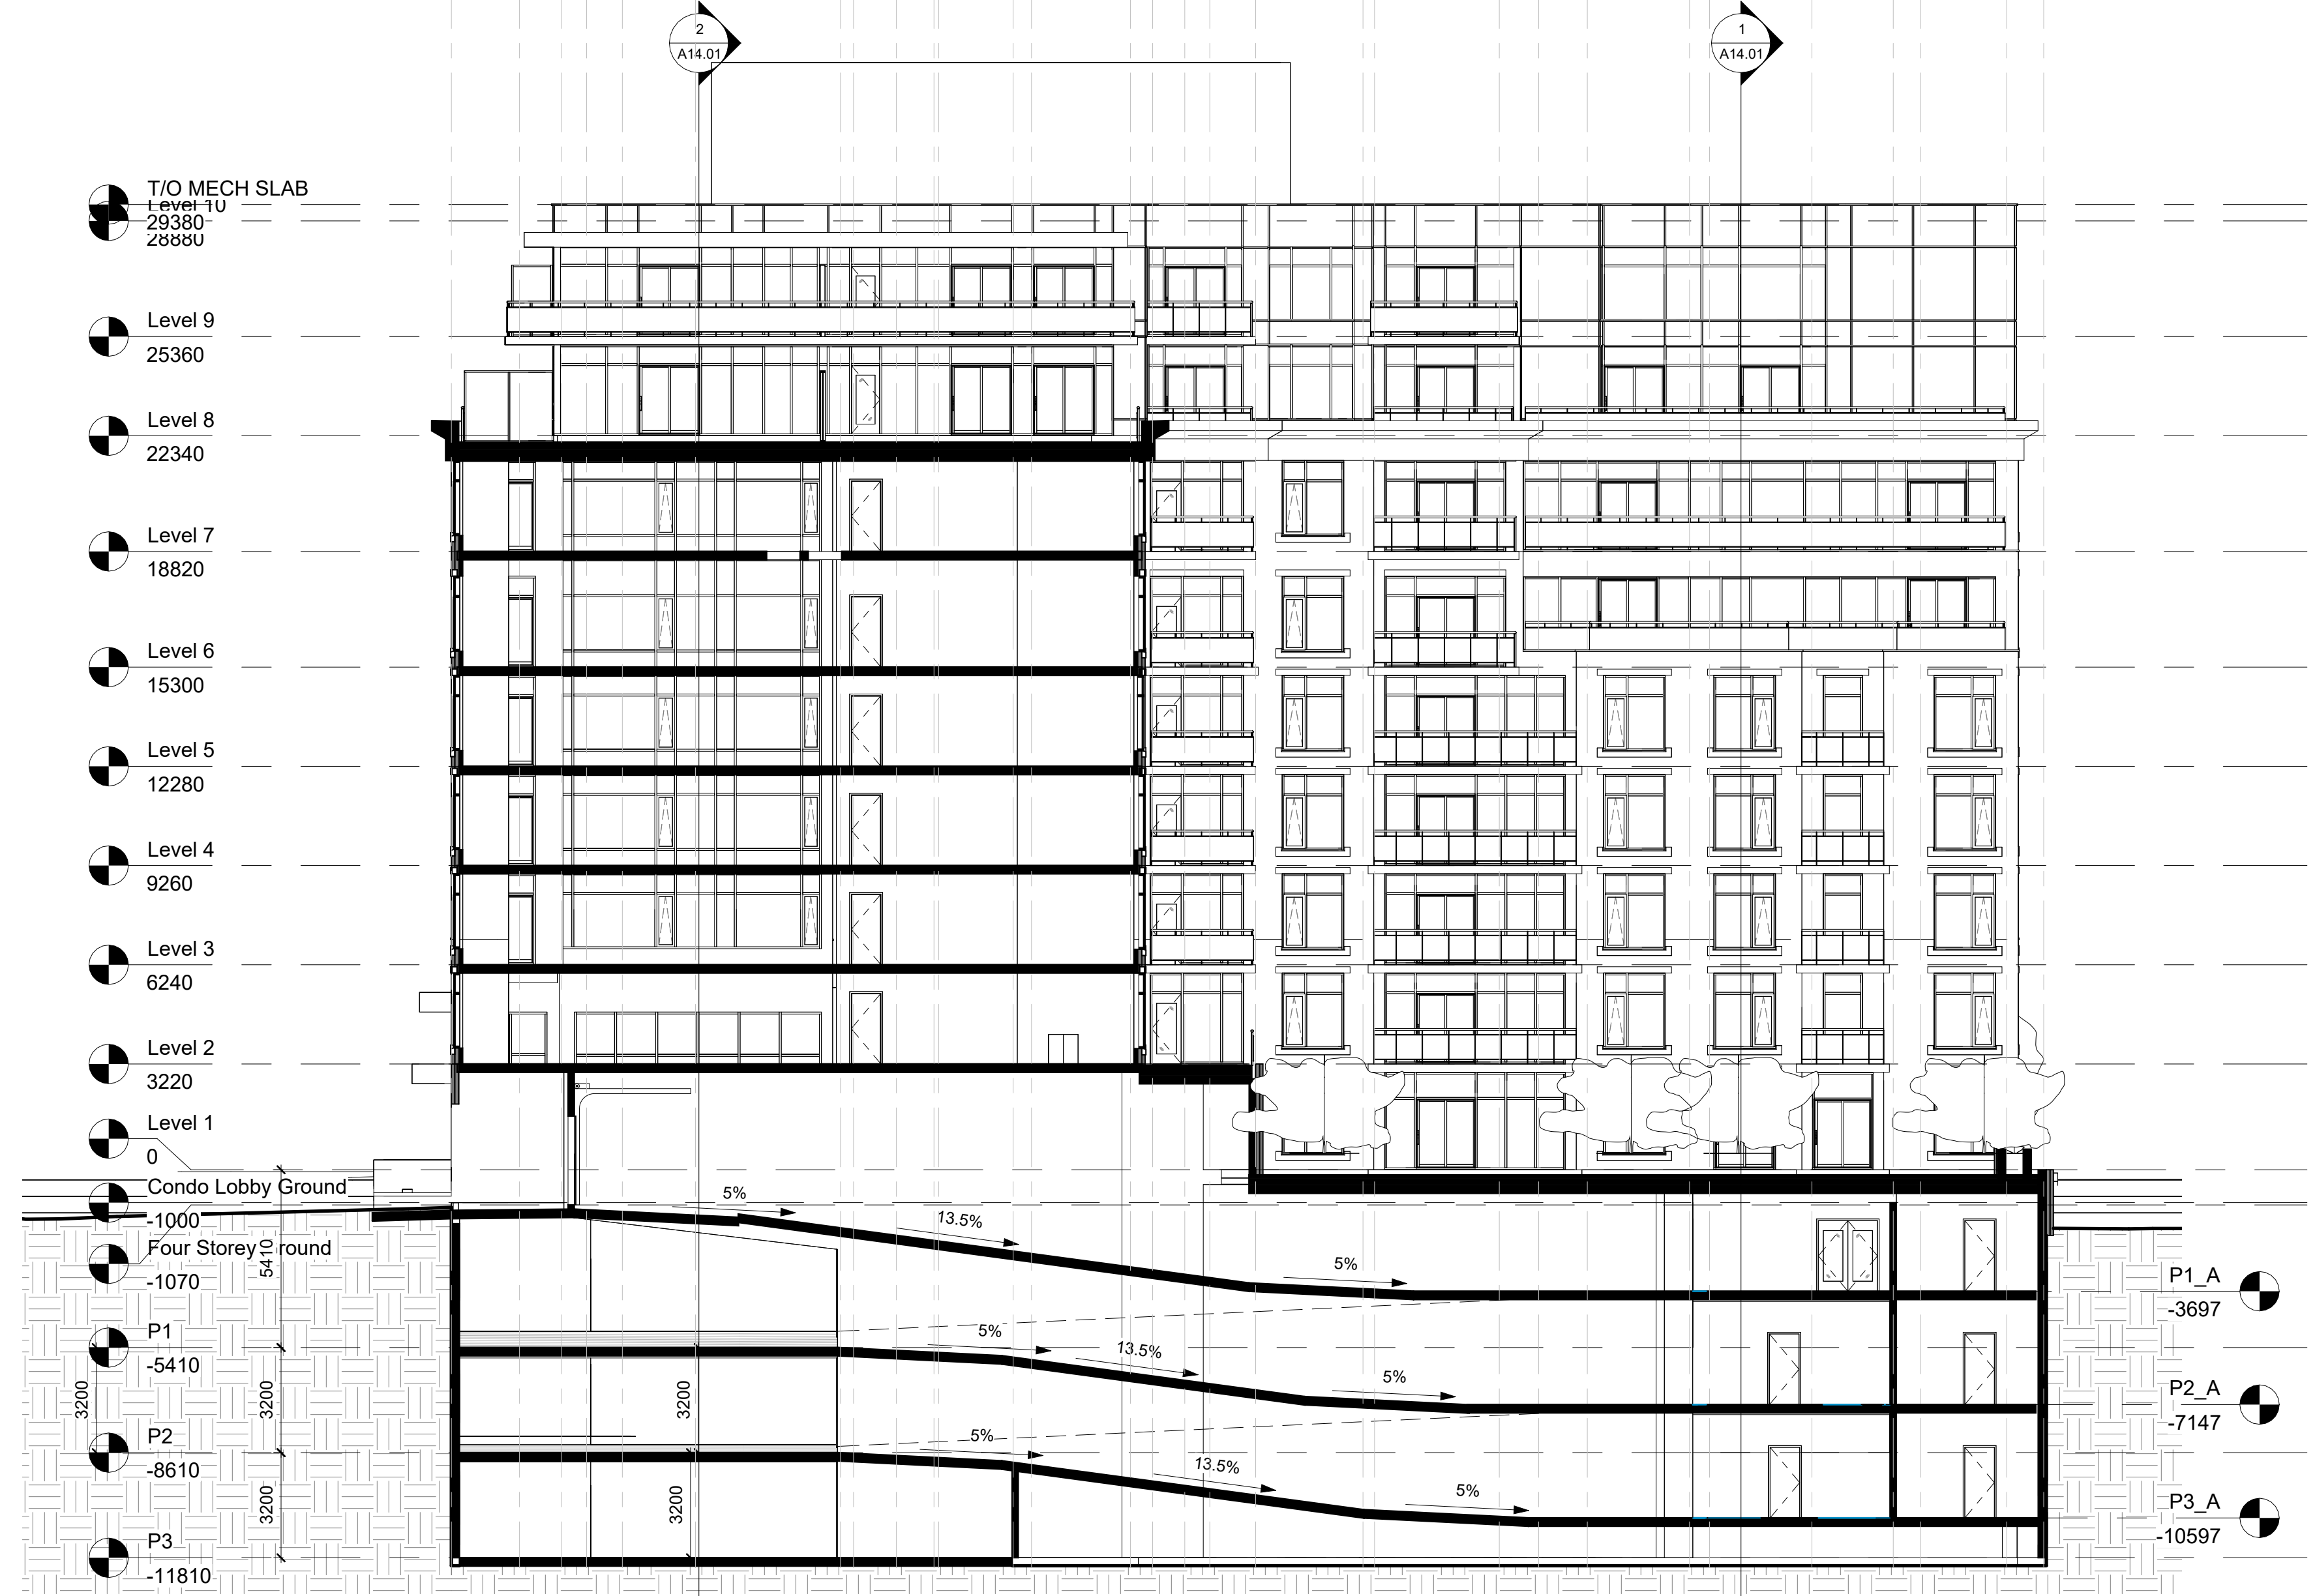 2
A14.01
1
A14.01
T/O MECH SLAB
Level 10
29380
28880
Level 9
25360
Level 8
22340
Level 7
18820
Level 6
15300
Level 5
12280
Level 4
9260
Level 3
6240
Level 2
3220
Level 1
0
Condo Lobby Ground
-1000
Four Storey round
-1070
5410
P1
-5410
3200
3200
3200
P2
-8610
3200
3200
P3
-11810
5%
13.5%
5%
5%
13.5%
5%
5%
13.5%
5%
P1_A
-3697
P2_A
-7147
P3_A
-10597